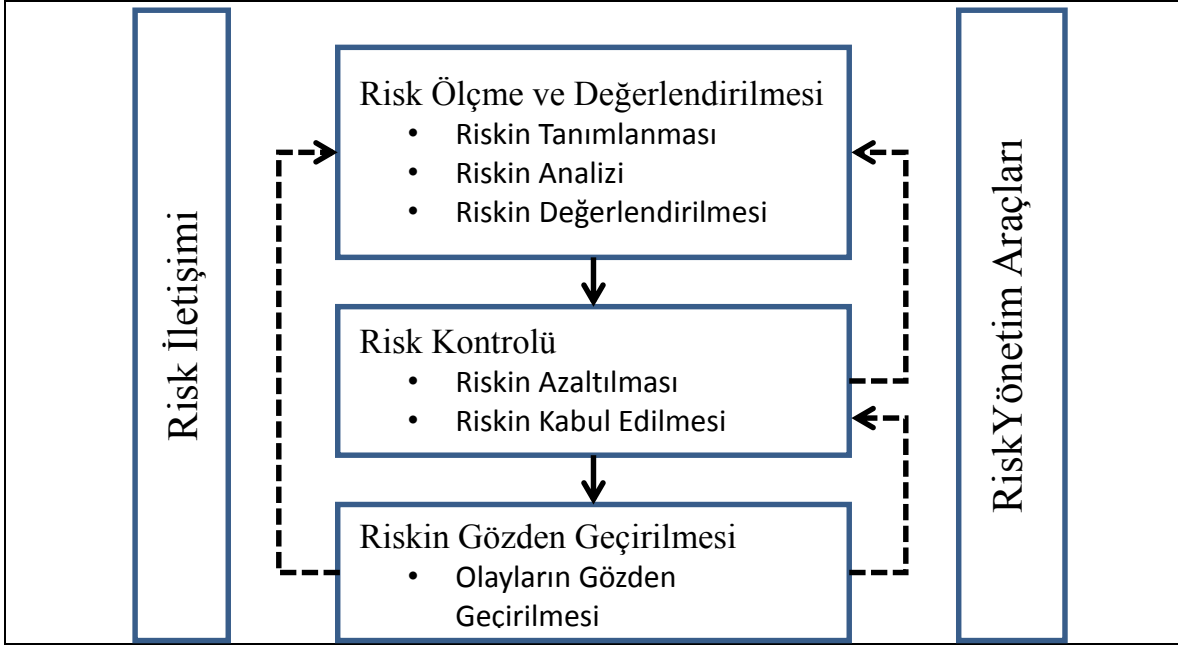 Risk İletişimi
Risk Ölçme ve Değerlendirilmesi
• Riskin Tanımlanması
• Riskin Analizi
• Riskin Değerlendirilmesi
Risk Kontrolü
• Riskin Azaltılması
• Riskin Kabul Edilmesi
Riskin Gözden Geçirilmesi
• Olayların Gözden
Geçirilmesi
RiskYönetim Araçları